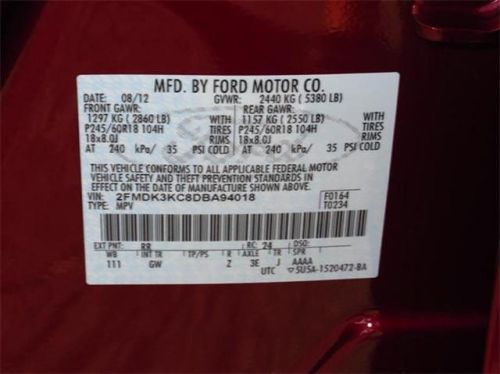 MFD. BY FORD MOTOR CO.
DATE: 08/12 GVWR: 2440 KG ( 5380 LB)
FRONT GAWR: REAR GAWR:
1297 KG ( 2860 LB) WITH 1157 KG ( 2550 LB) WITH
P245/60R18 104H TIRES P245/60R18 104H TIRES
18x8.0J RIMS 18x8.0J RIMS
AT 240 kPa/ 35 PSI COLD AT 240 kPa/ 35 PSI COLD
THIS VEHICLE CONFORMS TO ALL APPLICABLE FEDERAL MOTOR
VEHICLE SAFETY AND THEFT PREVENTION STANDARDS IN EFFECT
ON THE DATE OF MANUFACTURE SHOWN ABOVE.
VIN: 2FMDK3KC8DBA94018 F0164
TYPE: MPV T0234
EXT PNT: RR RC: 24 DSO:
WB INT TR TP/PS R AXLE TR SPR
111 GW Z 3E J AAAA
UTC ▽5U5A-1520472-BA